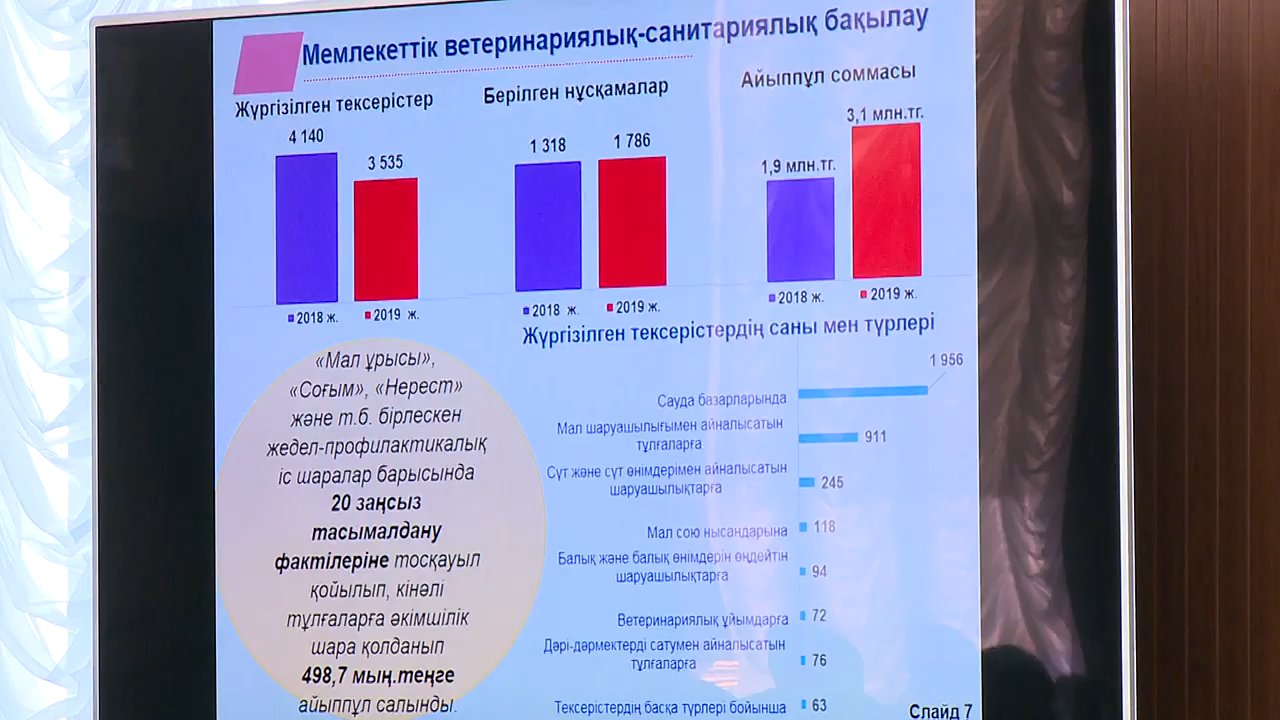 Мемлекеттік ветеринариялық-санитариялық бақылау
Жүргізілген тексерістер
4 140
3 535
2018 ж.
2019 ж.
Берілген нұсқамалар
1 318
1 786
2018 ж.
2019 ж.
Айыппұл соммасы
1,9 млн.тг.
3,1 млн.тг.
2018 ж.
2019 ж.
«Мал ұрысы»,
«Соғым», «Нерест»
және т.б. бірлескен
жедел-профилактикалық
іс шаралар барысында
20 заңсыз
тасымалдану
фактілеріне тосқауыл
қойылып, кінәлі
тұлғаларға әкімшілік
шара қолданып
498,7 мың.теңге
айыппұл салынды.
Жүргізілген тексерістердің саны мен түрлері
Сауда базарларында
1 956
Мал шаруашылығымен айналысатын
тұлғаларға
911
Сүт және сүт өнімдерімен айналысатын
шаруашылықтарға
245
Мал сою нысандарына
118
Балық және балық өнімдерін өңдейтін
шаруашылықтарға
94
Ветеринариялық ұйымдарға
72
Дәрі-дәрмектерді сатумен айналысатын
тұлғаларға
76
Тексерістердің басқа түрлері бойынша
63
Слайд 7